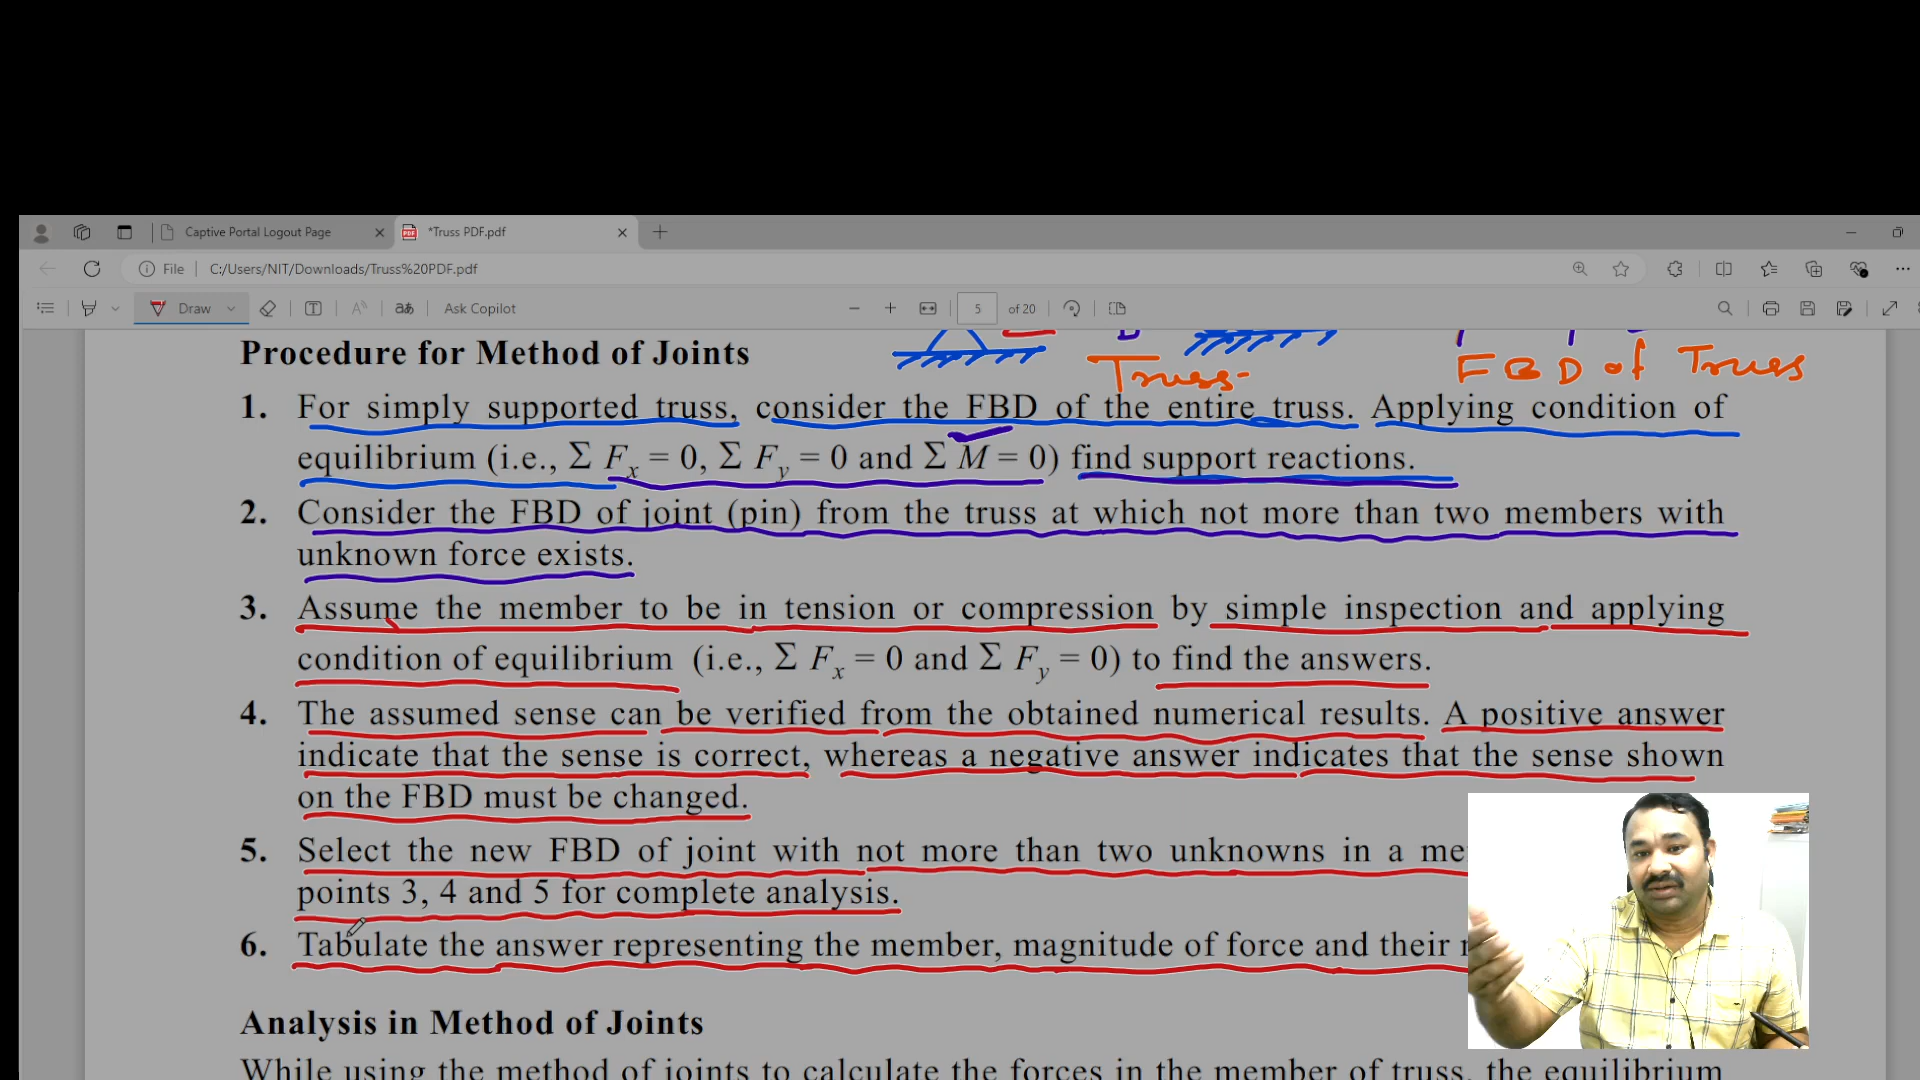 Captive Portal Logout Page
*Truss PDF.pdf
File C:/Users/NIT/Downloads/Truss%20PDF.pdf
Draw aあ Ask Copilot 5 of 20
Procedure for Method of Joints
Truss
FBD of Truss
1. For simply supported truss, consider the FBD of the entire truss. Applying condition of
equilibrium (i.e., Σ Fx = 0, Σ Fy = 0 and Σ M = 0) find support reactions.
2. Consider the FBD of joint (pin) from the truss at which not more than two members with
unknown force exists.
3. Assume the member to be in tension or compression by simple inspection and applying
condition of equilibrium (i.e., Σ Fx = 0 and Σ Fy = 0) to find the answers.
4. The assumed sense can be verified from the obtained numerical results. A positive answer
indicate that the sense is correct, whereas a negative answer indicates that the sense shown
on the FBD must be changed.
5. Select the new FBD of joint with not more than two unknowns in a me
points 3, 4 and 5 for complete analysis.
6. Tabulate the answer representing the member, magnitude of force and their
Analysis in Method of Joints
While using the method of joints to calculate the forces in the member of truss, the equilibrium